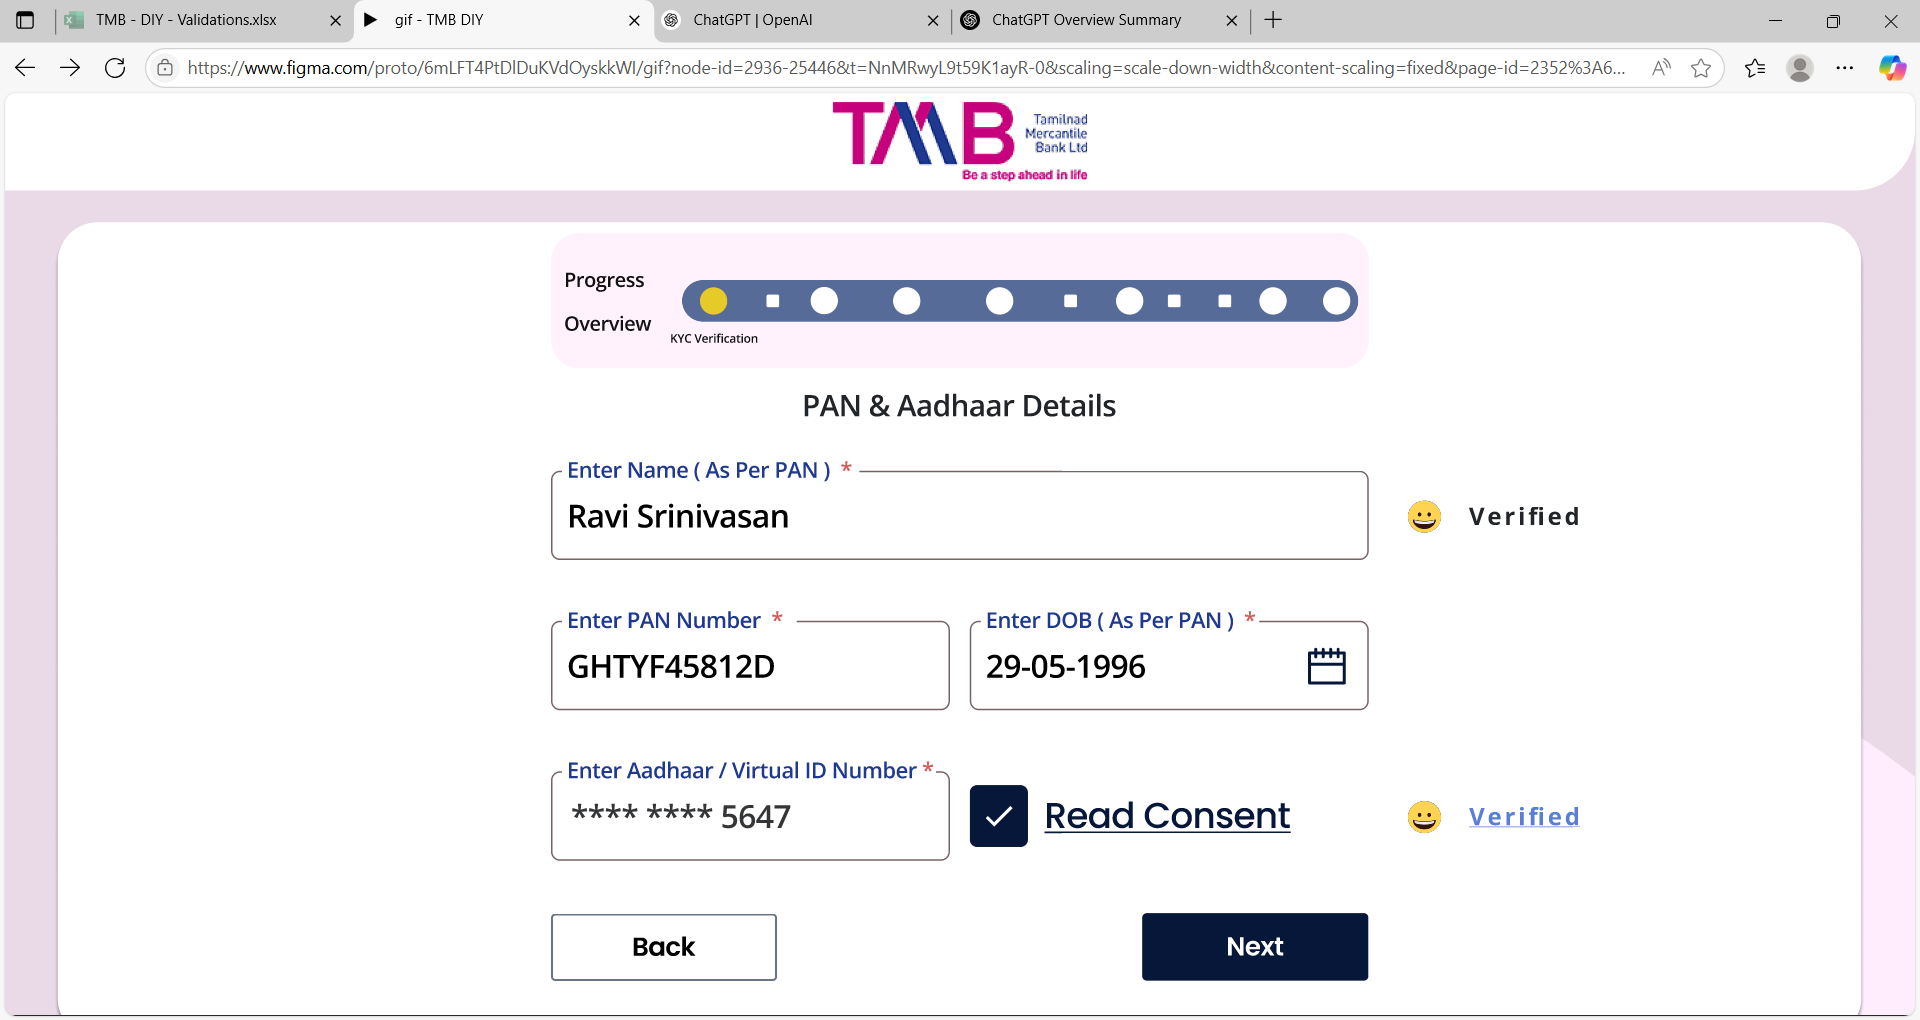 TMB - DIY - Validations.xlsx
gif - TMB DIY
ChatGPT | OpenAI
ChatGPT Overview Summary
https://www.figma.com/proto/6mLFT4PtDlDuKVdOyskkWI/gif?node-id=2936-25446&t=NnMRwyL9t59K1ayR-0&scaling=scale-down-width&content-scaling=fixed&page-id=2352%3A6...
TMB
Tamilnad
Mercantile
Bank Ltd
Be a step ahead in life
Progress
Overview
KYC Verification
PAN & Aadhaar Details
Enter Name ( As Per PAN ) *
Ravi Srinivasan
Verified
Enter PAN Number *
GHTYF45812D
Enter DOB ( As Per PAN ) *
29-05-1996
Enter Aadhaar / Virtual ID Number *
**** **** 5647
Read Consent
Verified
Back
Next